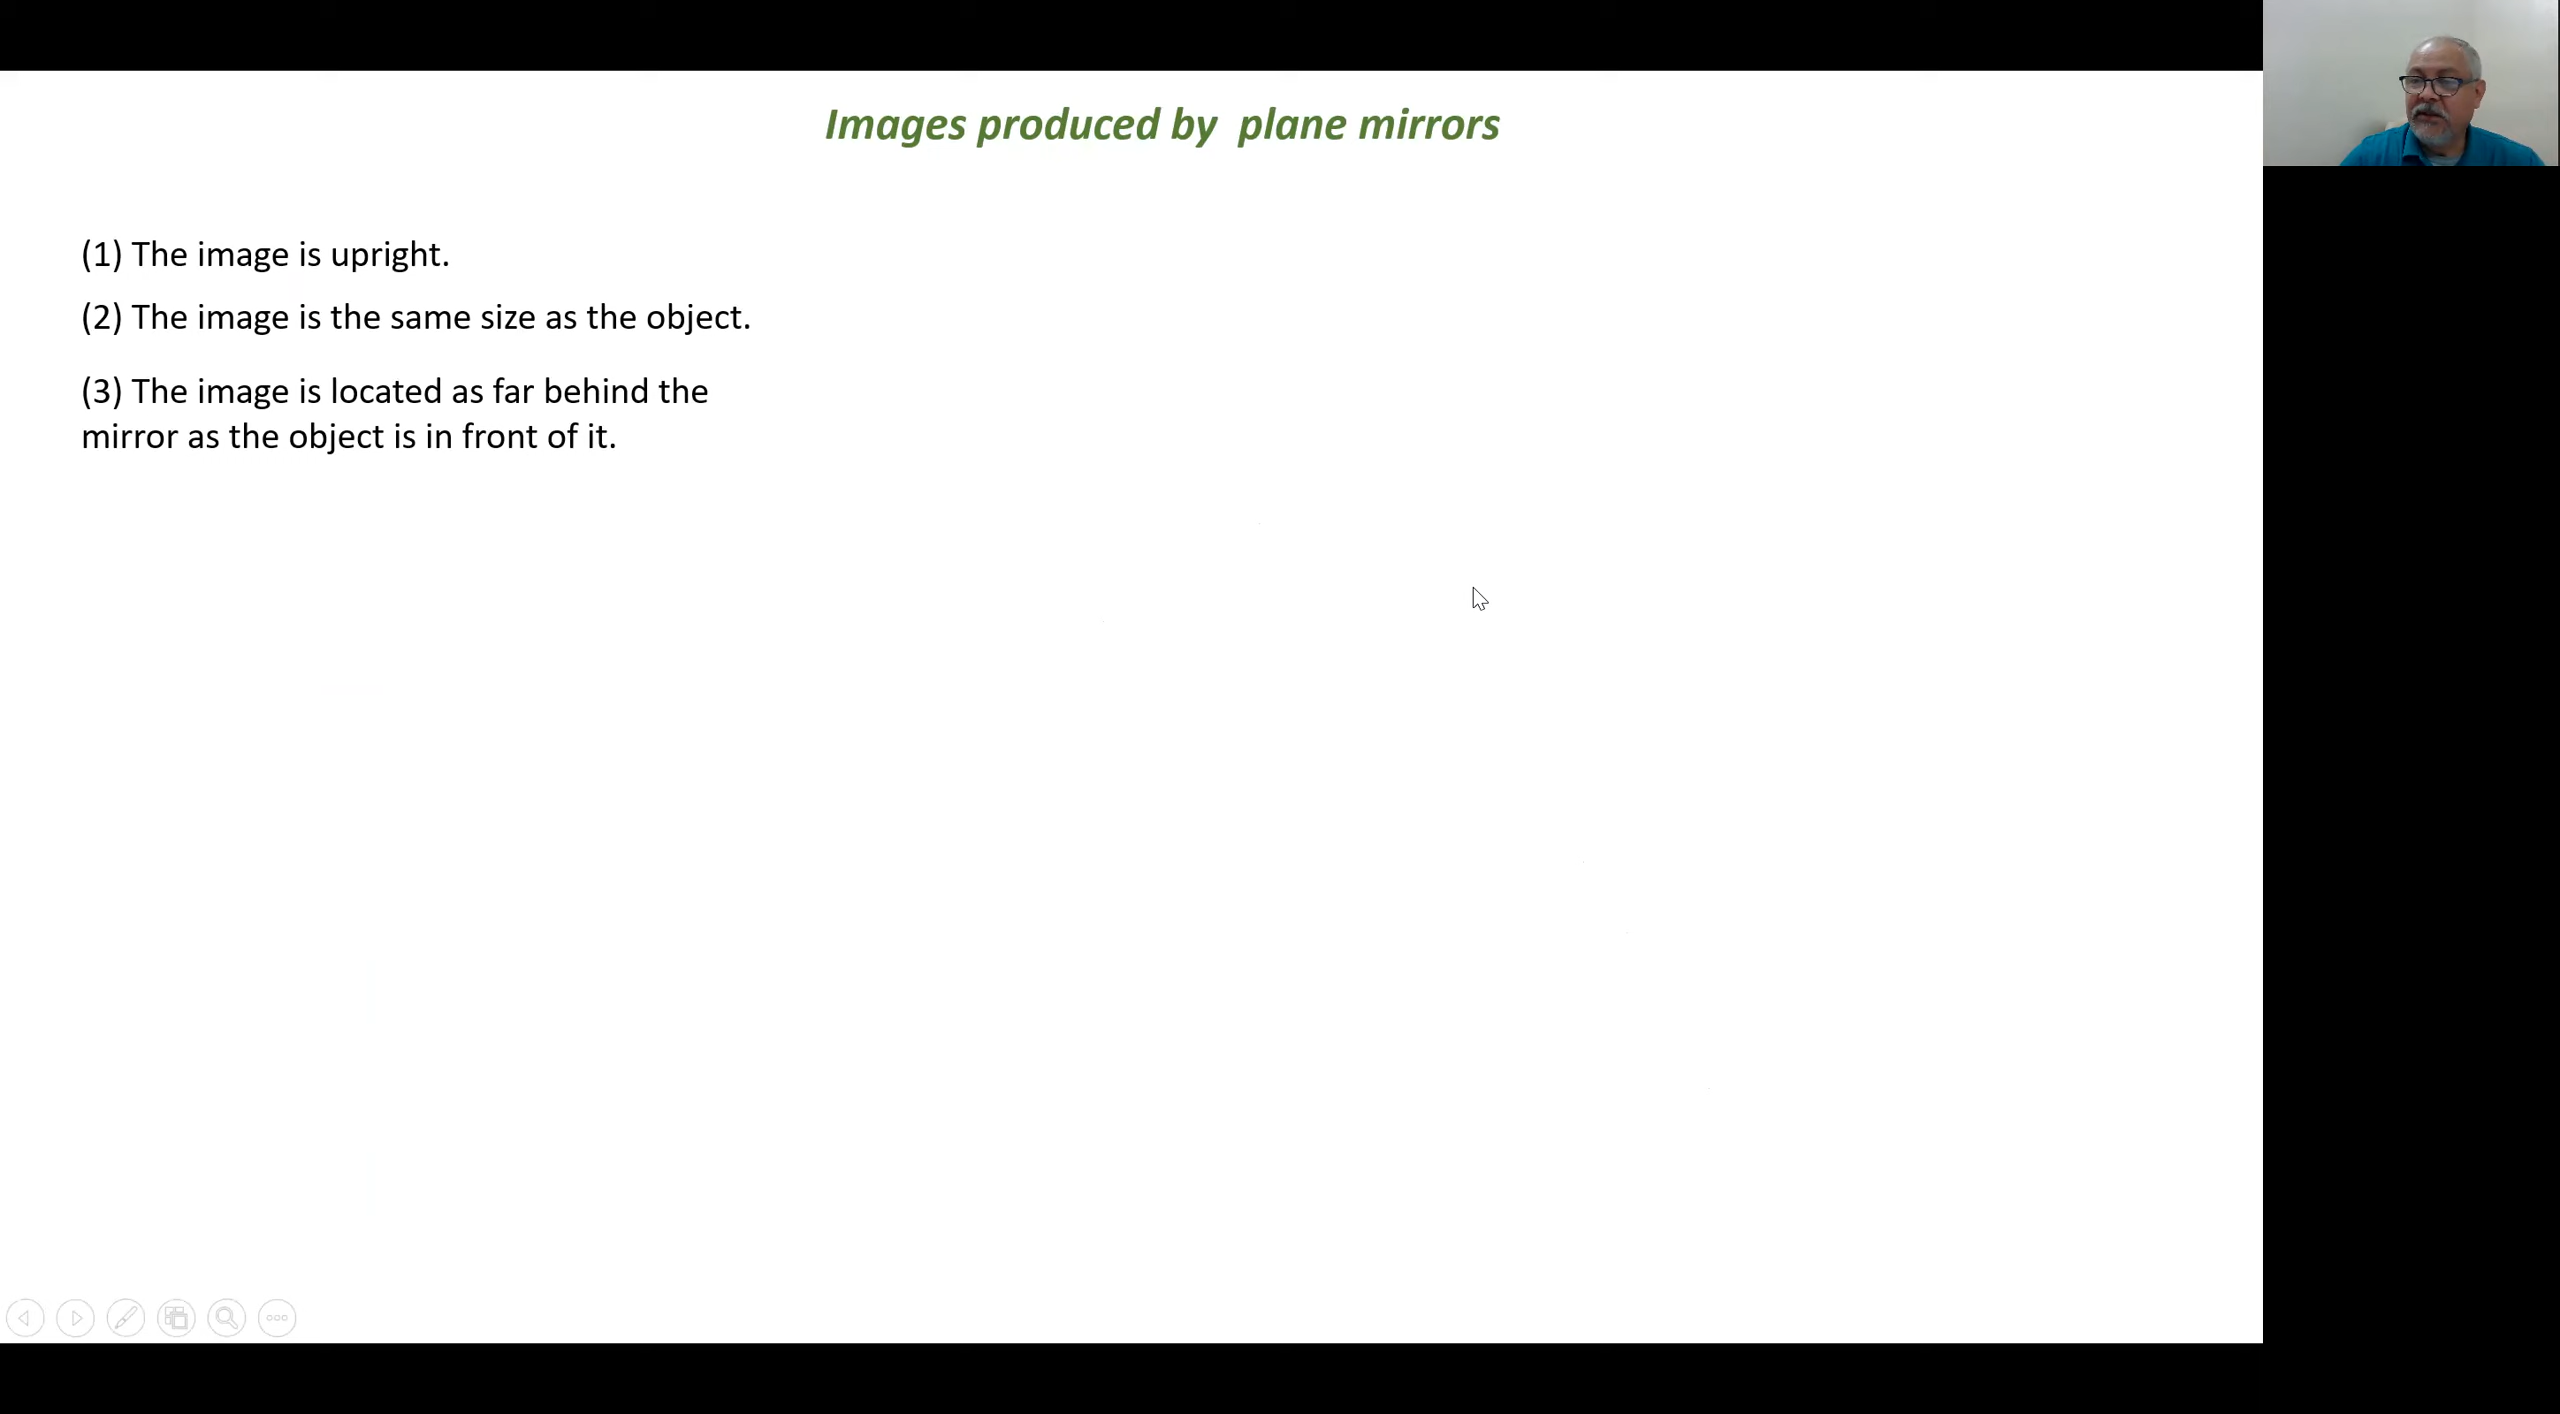 Images produced by  plane mirrors
(1) The image is upright.
(2) The image is the same size as the object.
(3) The image is located as far behind the
mirror as the object is in front of it.